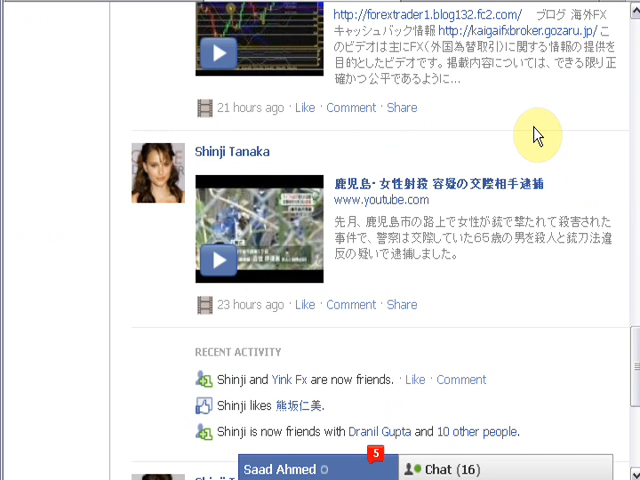 http://forextrader1.blog132.fc2.com/ ブログ 海外FX
キャッシュバック情報 http://kaigaifxbroker.gozaru.jp/ こ
のビデオは主にFX(外国為替取引)に関する情報の提供を
目的としたビデオです。掲載内容については、できる限り正
確かつ公平であるように...
21 hours ago · Like · Comment · Share
Shinji Tanaka
鹿児島・女性射殺 容疑の交際相手逮捕
www.youtube.com
先月、鹿児島市の路上で女性が銃で撃たれて殺害された
事件で、警察は交際していた65歳の男を殺人と銃刀法違
反の疑いで逮捕しました。
23 hours ago · Like · Comment · Share
RECENT ACTIVITY
Shinji and Yink Fx are now friends. · Like · Comment
Shinji likes 熊坂仁美.
Shinji is now friends with Dranil Gupta and 10 other people.
5
Saad Ahmed
Chat (16)